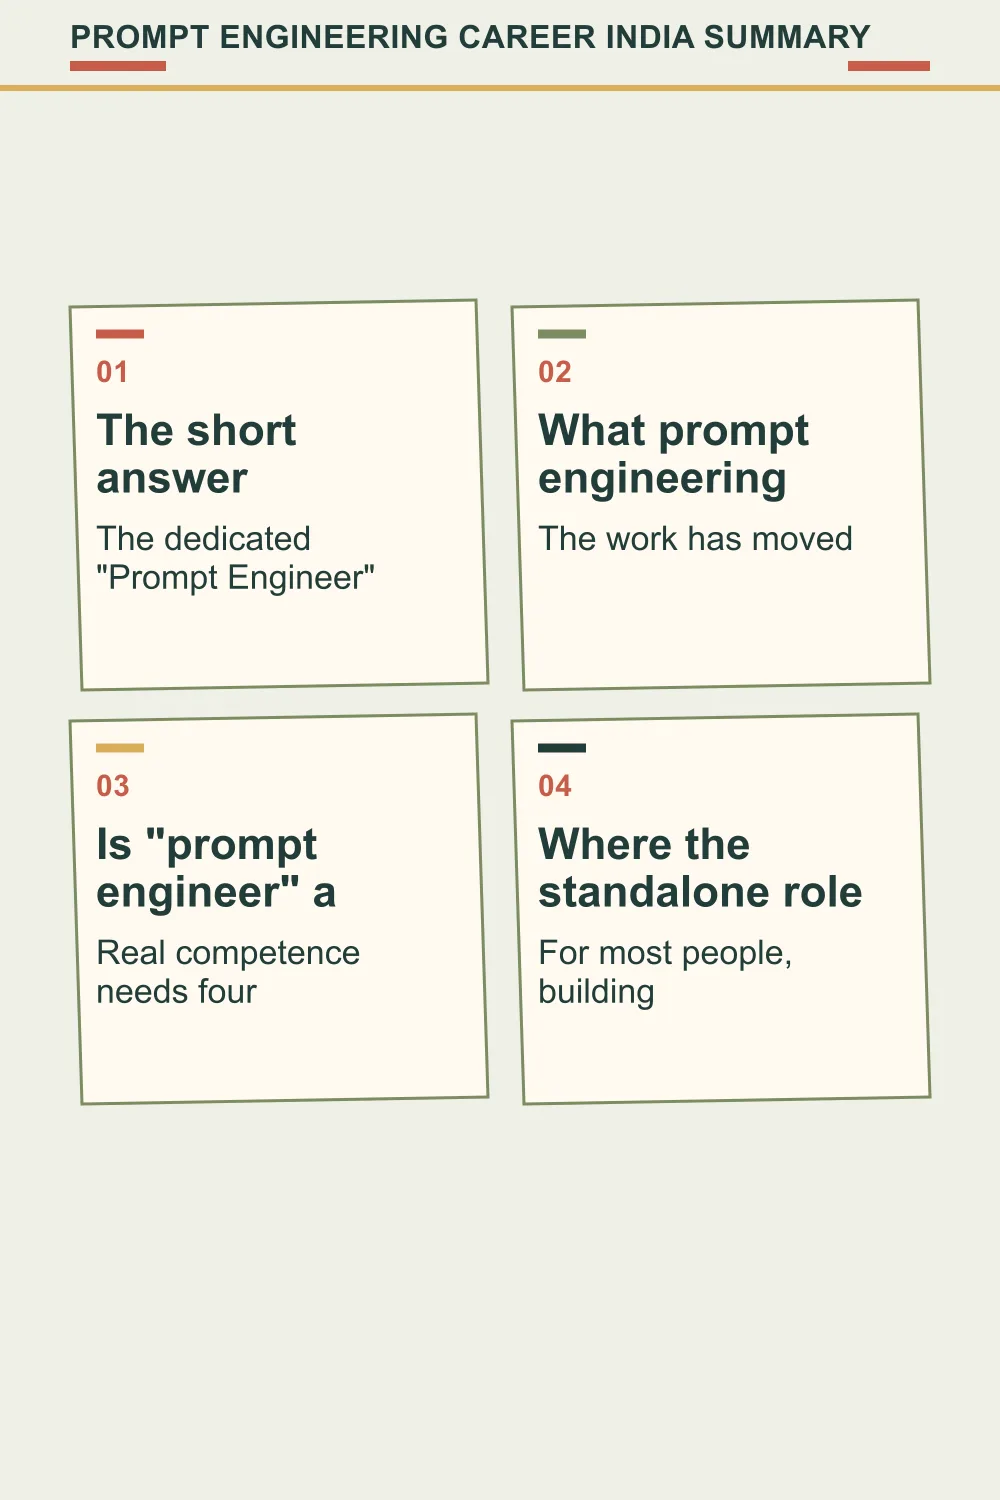 PROMPT ENGINEERING CAREER INDIA SUMMARY
01
The short
answer
The dedicated
"Prompt Engineer"
02
What prompt
engineering
The work has moved
03
Is "prompt
engineer" a
Real competence
needs four
04
Where the
standalone role
For most people,
building